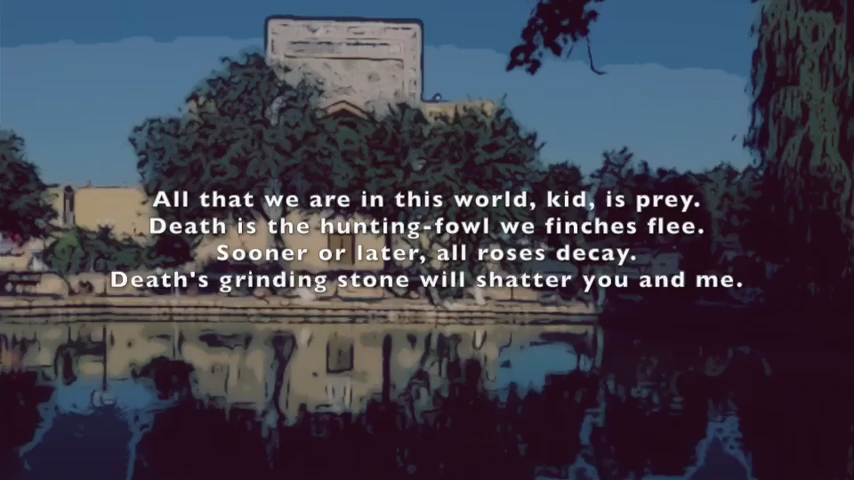 All that we are in this world, kid, is prey.
Death is the hunting-fowl we finches flee.
Sooner or later, all roses decay.
Death's grinding stone will shatter you and me.